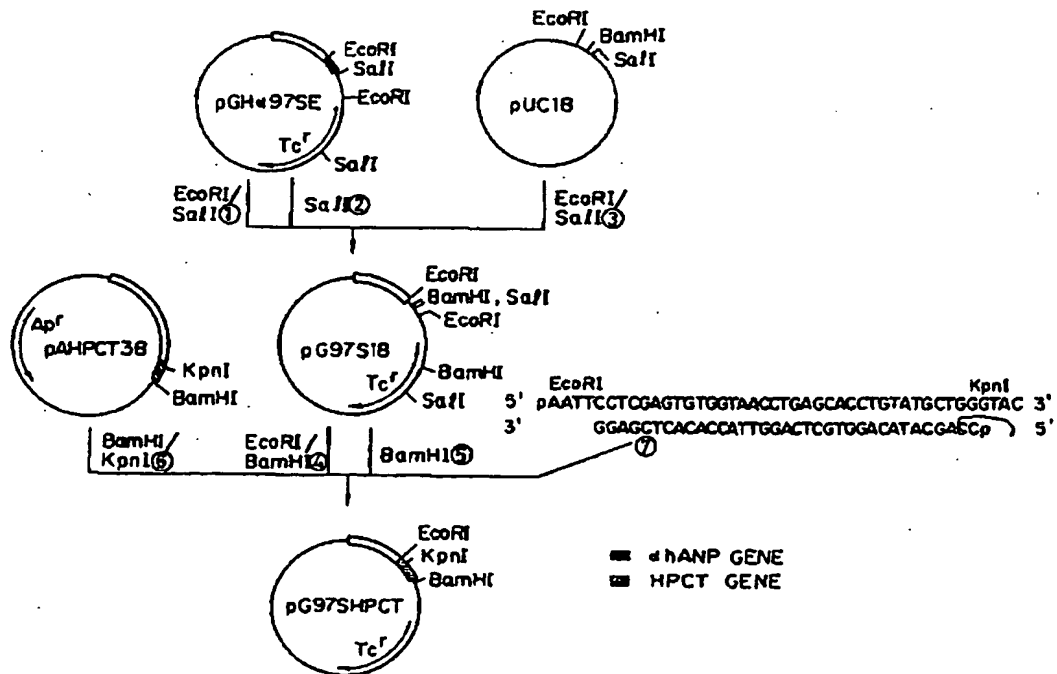 EcoRI
SalI
EcoRI
pGHα97SE
Tcʳ
SalI
EcoRI
BamHI
SalI
pUC18
EcoRI/
SalI①
SalI②
EcoRI/
SalI③
Apʳ
pAHPCT38
KpnI
BamHI
EcoRI
BamHI, SalI
EcoRI
pG97S18
BamHI
Tcʳ
SalI
EcoRI
KpnI
5' pAATTCCTCGAGTGTGGTAACCTGAGCACCTGTATGCTGGGTAC 3'
3' GGAGCTCACACCATTGGACTCGTGGACATACGACCp 5'
⑦
BamHI/
KpnI⑥
EcoRI/
BamHI④
BamHI⑤
EcoRI
KpnI
BamHI
pG97SHPCT
Tcʳ
αhANP GENE
HPCT GENE